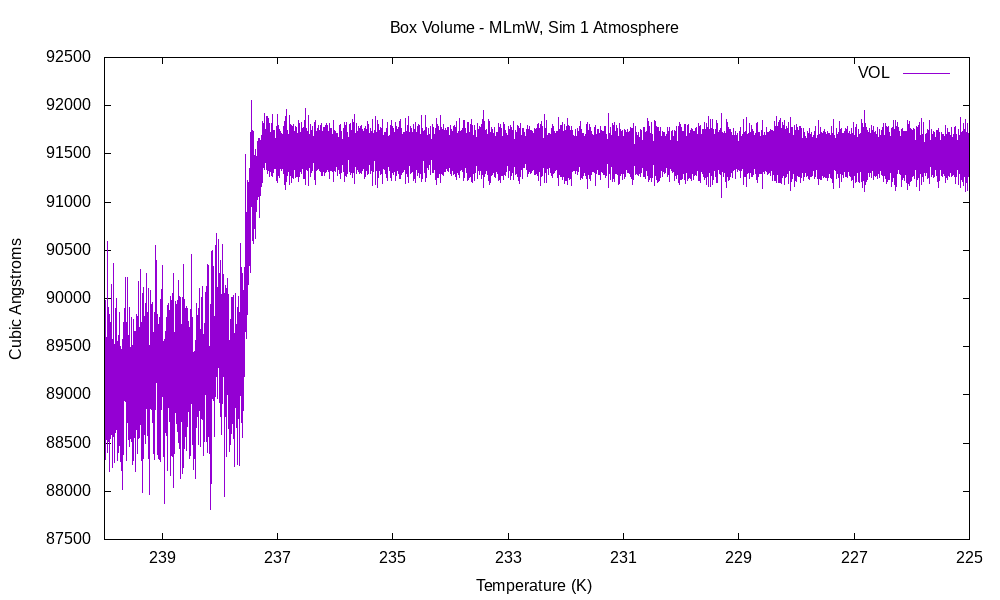 Box Volume - MLmW, Sim 1 Atmosphere
VOL
92500
92000
91500
91000
90500
90000
89500
89000
88500
88000
87500
Cubic Angstroms
239 237 235 233 231 229 227 225
Temperature (K)